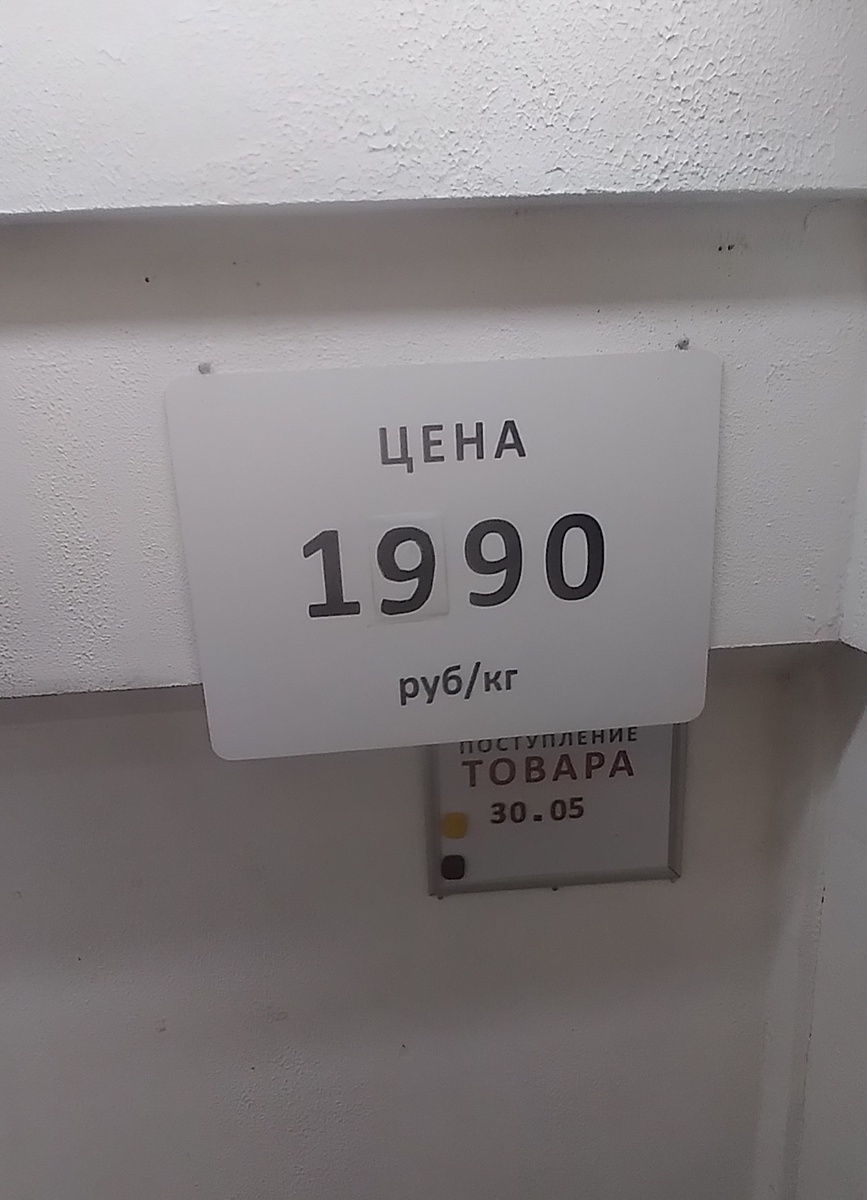 ЦЕНА
1990
руб/кг
ПОСТУПЛЕНИЕ
ТОВАРА
30.05